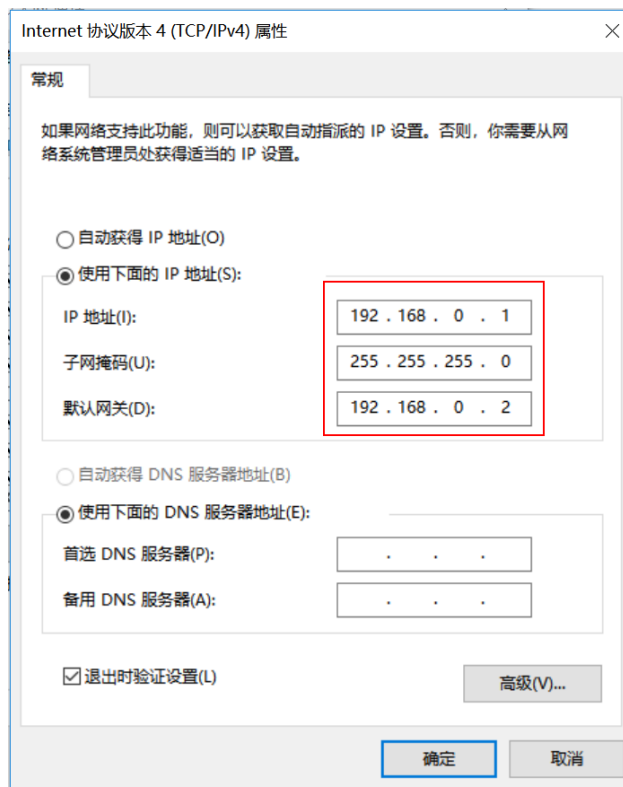 Internet 协议版本 4 (TCP/IPv4) 属性
常规
如果网络支持此功能，则可以获取自动指派的 IP 设置。否则，你需要从网
络系统管理员处获得适当的 IP 设置。
自动获得 IP 地址(O)
使用下面的 IP 地址(S):
IP 地址(I):
192 . 168 . 0 . 1
子网掩码(U):
255 . 255 . 255 . 0
默认网关(D):
192 . 168 . 0 . 2
自动获得 DNS 服务器地址(B)
使用下面的 DNS 服务器地址(E):
首选 DNS 服务器(P):
. . .
备用 DNS 服务器(A):
. . .
退出时验证设置(L)
高级(V)...
确定
取消